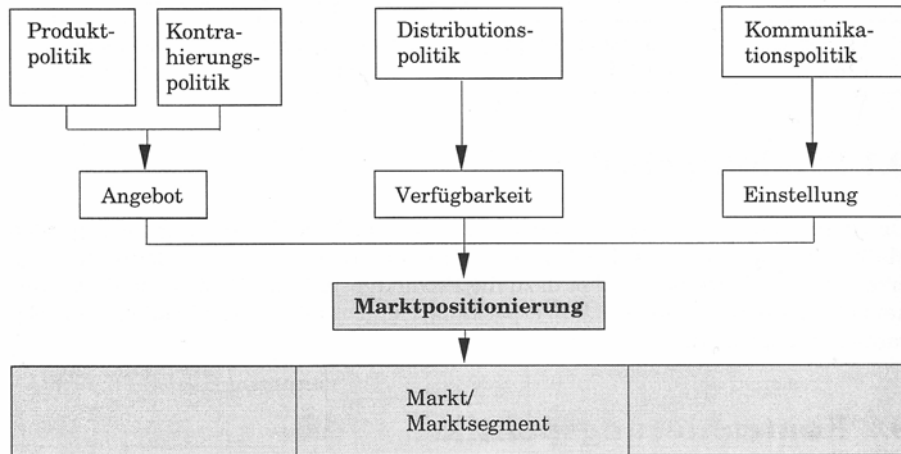 Produkt-
politik
Kontra-
hierungs-
politik
Distributions-
politik
Kommunika-
tionspolitik
Angebot
Verfügbarkeit
Einstellung
Marktpositionierung
Markt/
Marktsegment